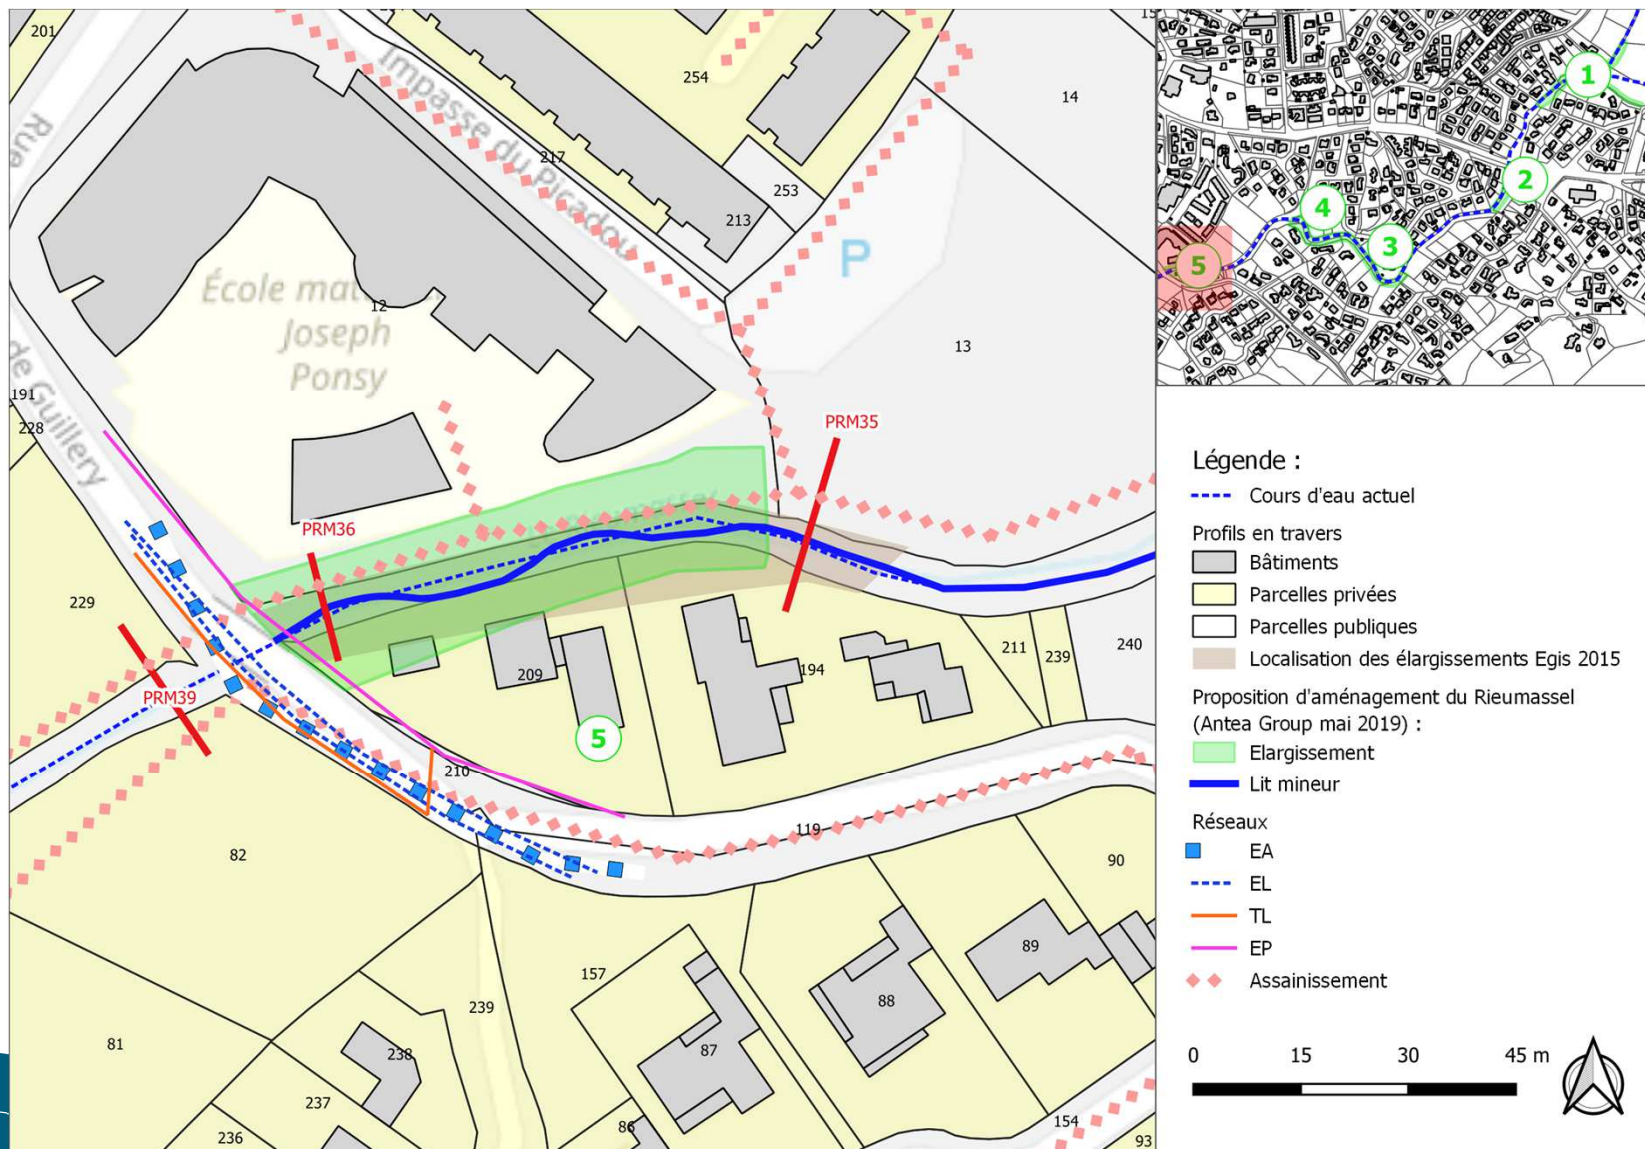 201
Impasse du Picadou
254
14
15
217
253
213
P
Rue
École mat
12
Joseph
Ponsy
13
191
228
de Guillery
PRM35
PRM36
229
PRM39
209
194
211
239
240
5
210
119
82
90
157
239
88
89
81
238
87
237
236
86
154
93
1
2
4
3
5
Légende :
Cours d'eau actuel
Profils en travers
Bâtiments
Parcelles privées
Parcelles publiques
Localisation des élargissements Egis 2015
Proposition d'aménagement du Rieumassel
(Antea Group mai 2019) :
Elargissement
Lit mineur
Réseaux
EA
EL
TL
EP
Assainissement
0 15 30 45 m